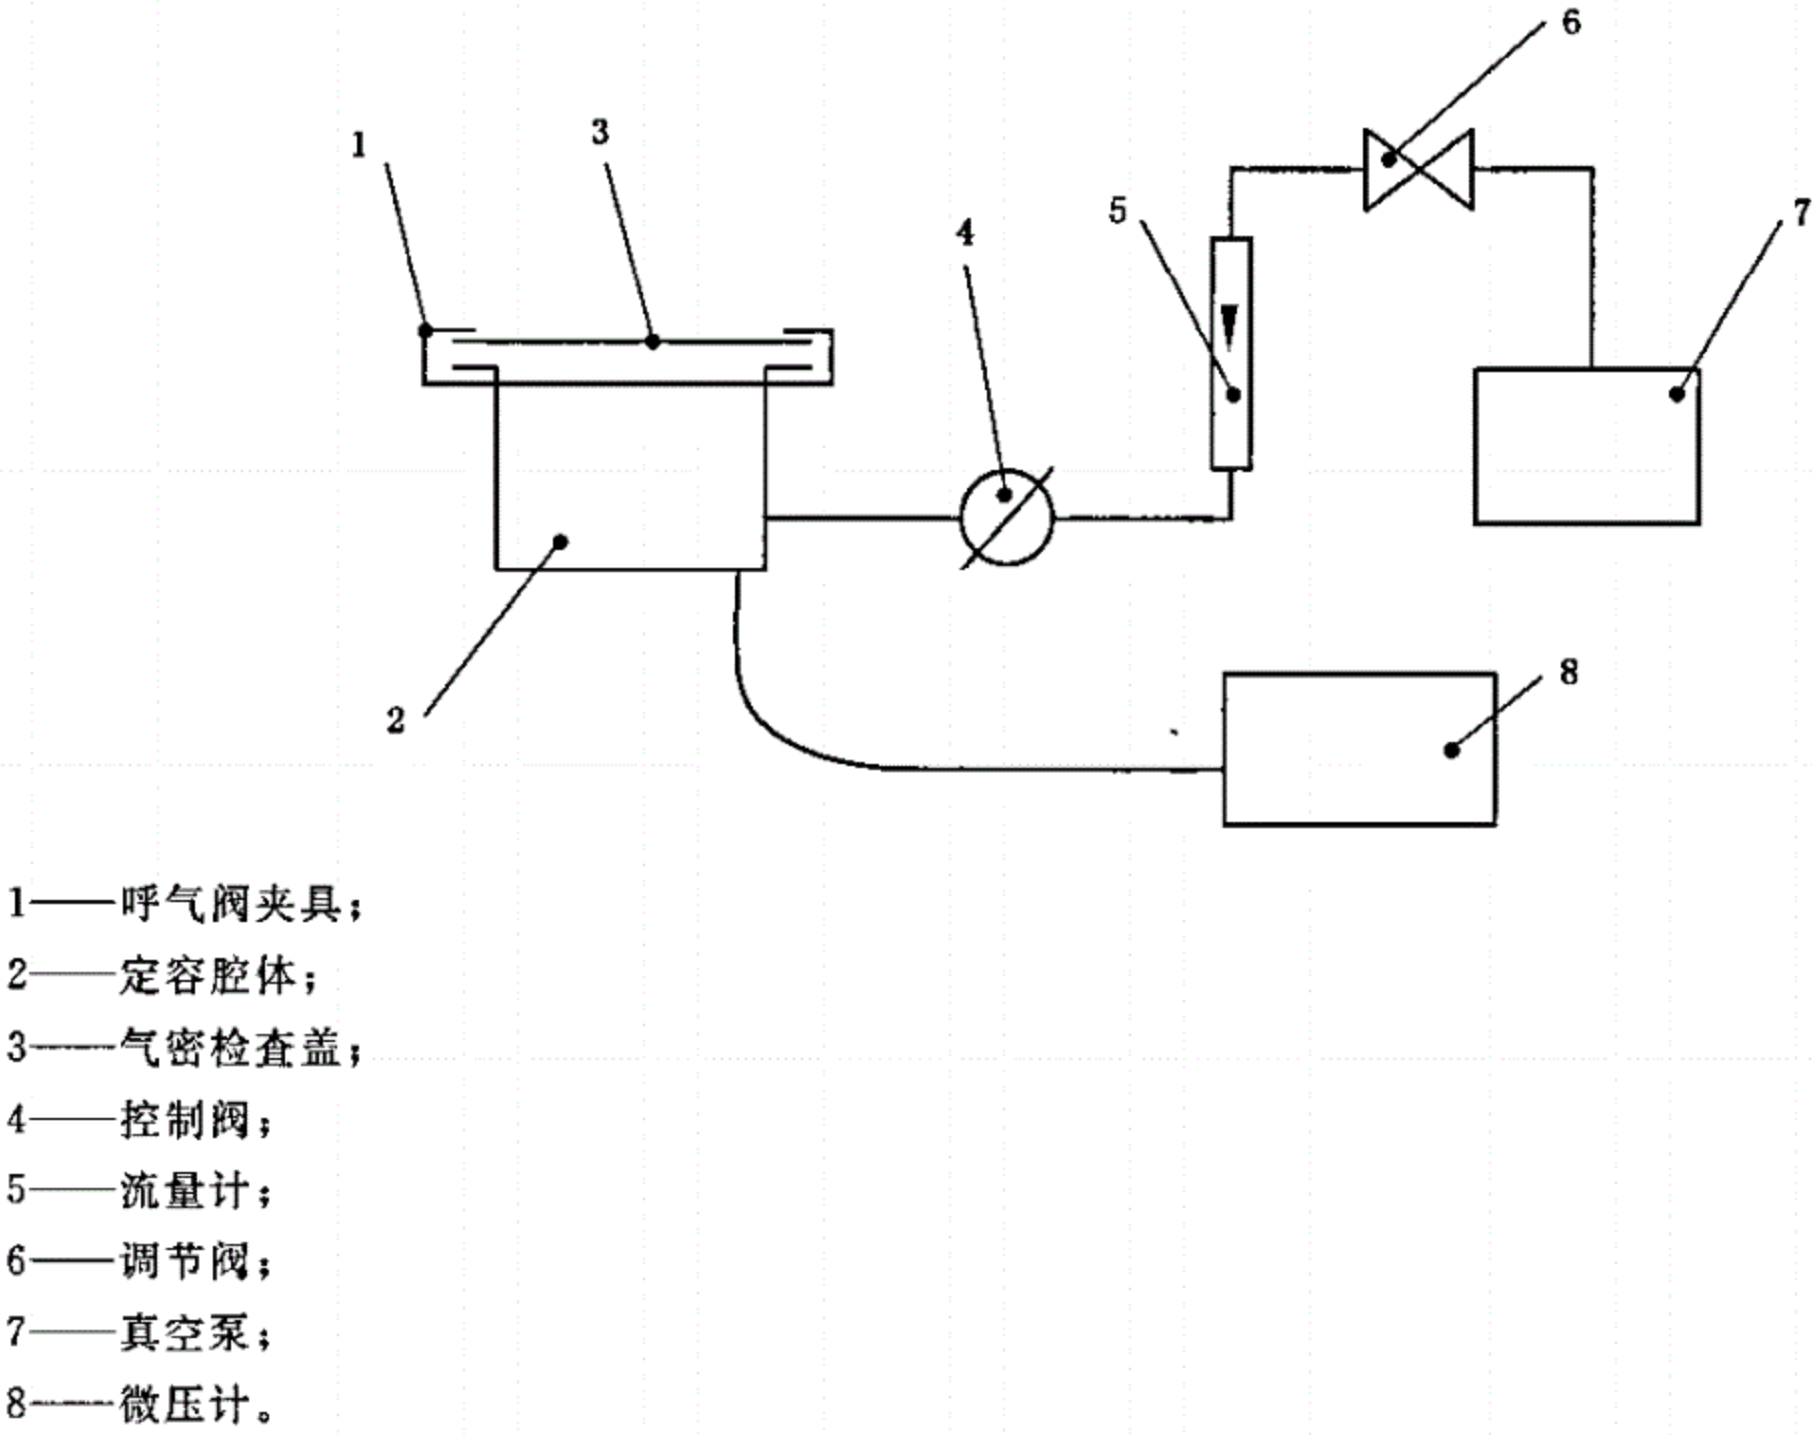 6
1
3
5
7
4
2
8
1——呼气阀夹具；
2——定容腔体；
3——气密检查盖；
4——控制阀；
5——流量计；
6——调节阀；
7——真空泵；
8——微压计。